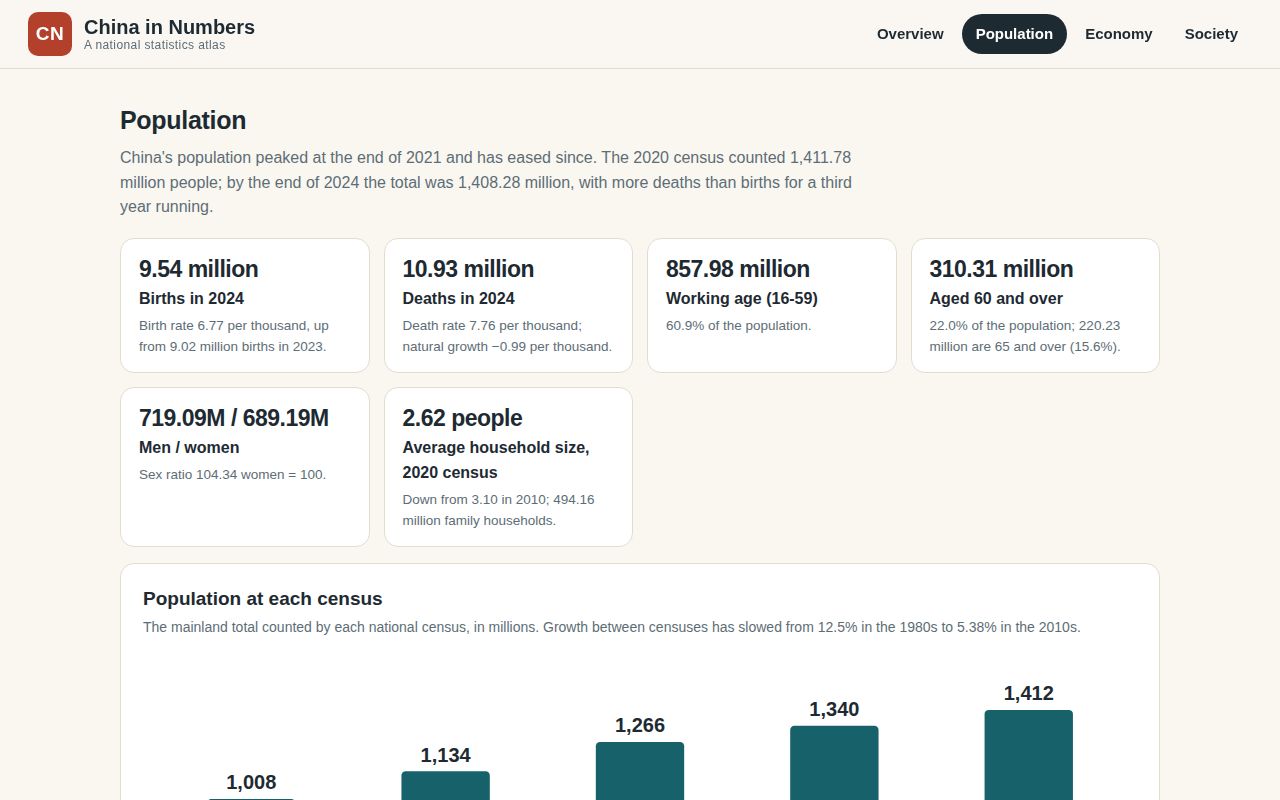 CN
China in Numbers
A national statistics atlas
Overview
Population
Economy
Society
Population
China's population peaked at the end of 2021 and has eased since. The 2020 census counted 1,411.78
million people; by the end of 2024 the total was 1,408.28 million, with more deaths than births for a third
year running.
9.54 million
Births in 2024
Birth rate 6.77 per thousand, up
from 9.02 million births in 2023.
10.93 million
Deaths in 2024
Death rate 7.76 per thousand;
natural growth −0.99 per thousand.
857.98 million
Working age (16-59)
60.9% of the population.
310.31 million
Aged 60 and over
22.0% of the population; 220.23
million are 65 and over (15.6%).
719.09M / 689.19M
Men / women
Sex ratio 104.34 women = 100.
2.62 people
Average household size,
2020 census
Down from 3.10 in 2010; 494.16
million family households.
Population at each census
The mainland total counted by each national census, in millions. Growth between censuses has slowed from 12.5% in the 1980s to 5.38% in the 2010s.
1,008
1,134
1,266
1,340
1,412